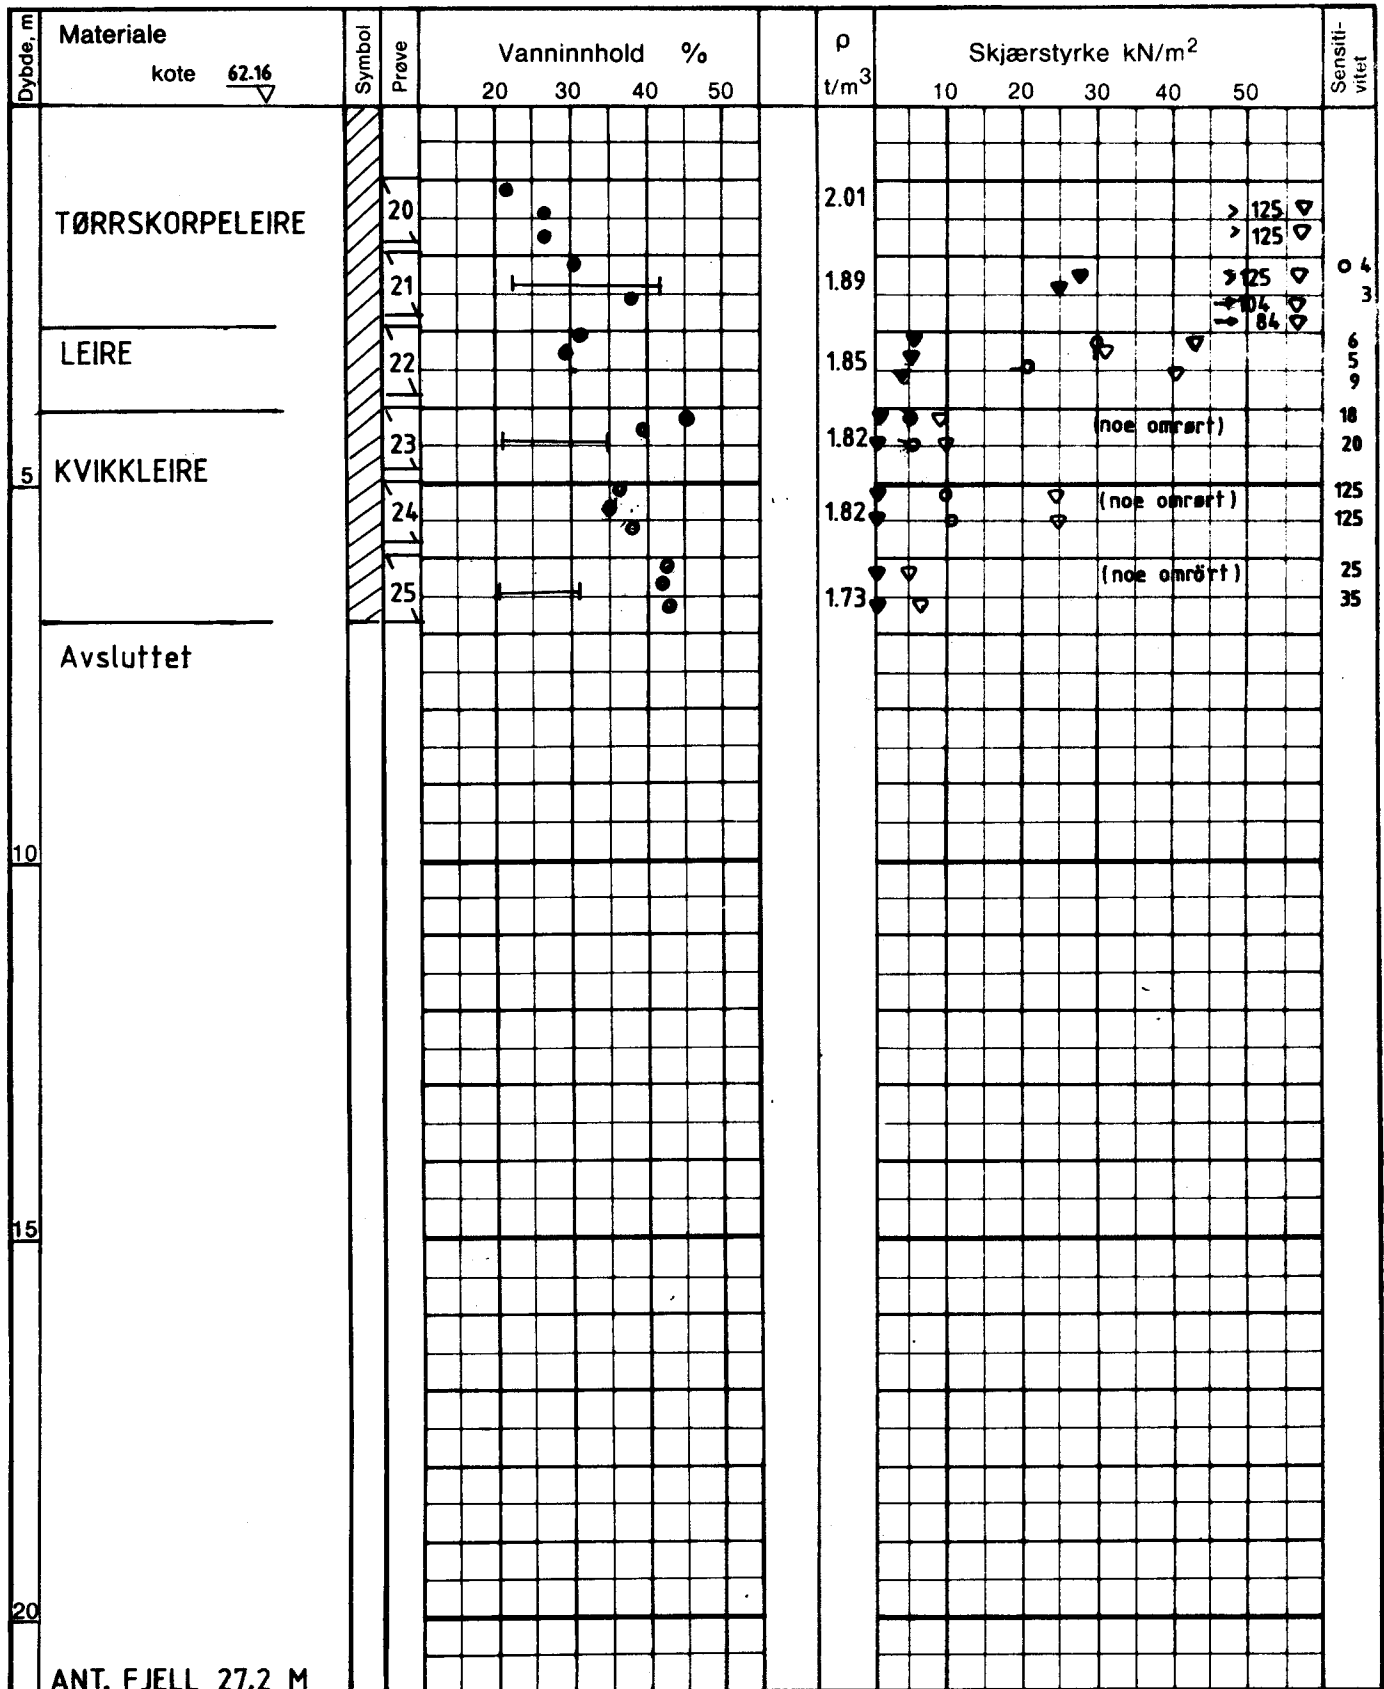 Dybde, m
Materiale
kote 62.16
Symbol
Prøve
Vanninnhold %
20 30 40 50
ρ
t/m³
Skjærstyrke kN/m²
10 20 30 40 50
Sensiti-
vitet
TØRRSKORPELEIRE
20
2.01
> 125
> 125
21
1.89
> 125
104
84
4
3
LEIRE
22
1.85
6
5
9
KVIKKLEIRE
23
1.82
(noe omrørt)
18
20
5
24
1.82
(noe omrørt)
125
125
25
1.73
(noe omrört)
25
35
Avsluttet
10
15
20
ANT. FJELL 27.2 M